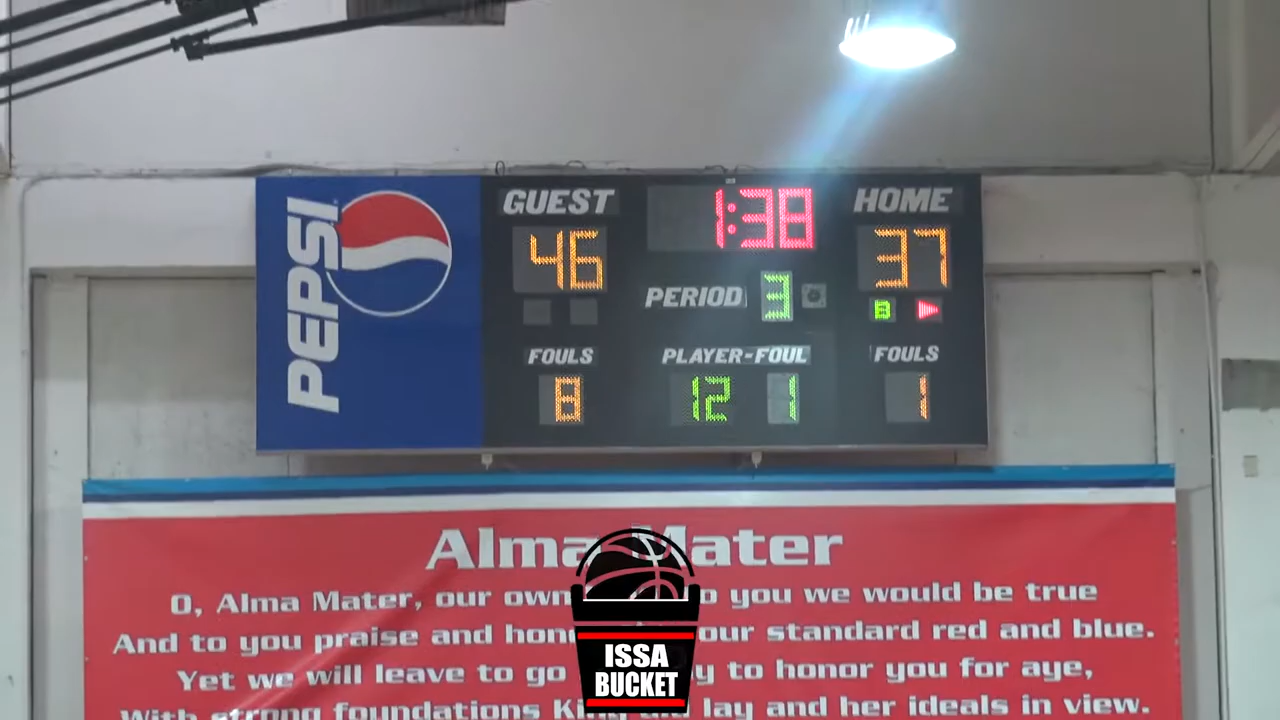 PEPSI
GUEST 1:38 HOME
46 37
PERIOD 3
B
FOULS PLAYER-FOUL FOULS
8 12 1 1
Alma Mater
O, Alma Mater, our own you we would be true
And to you praise and our standard red and blue.
Yet we will leave to go to honor you for aye,
With strong foundations lay and her ideals in view.
ISSA
BUCKET